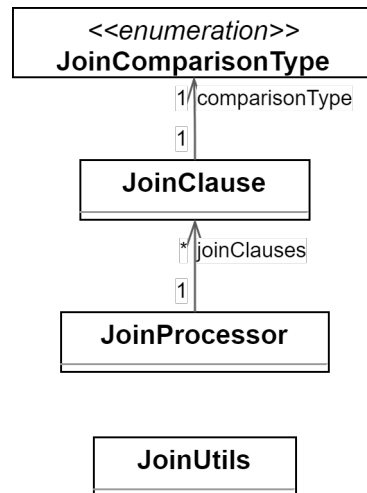 <<enumeration>>
JoinComparisonType
1 comparisonType
1
JoinClause
* joinClauses
1
JoinProcessor
JoinUtils